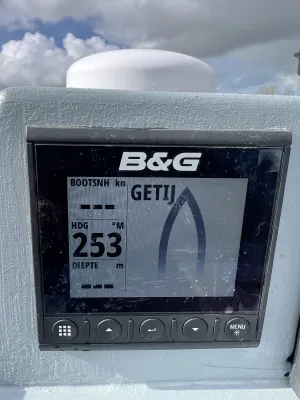 B&G
BOOTSNH kn
GETIJ
---
HDG °M
253
DIEPTE m
--.-
MENU